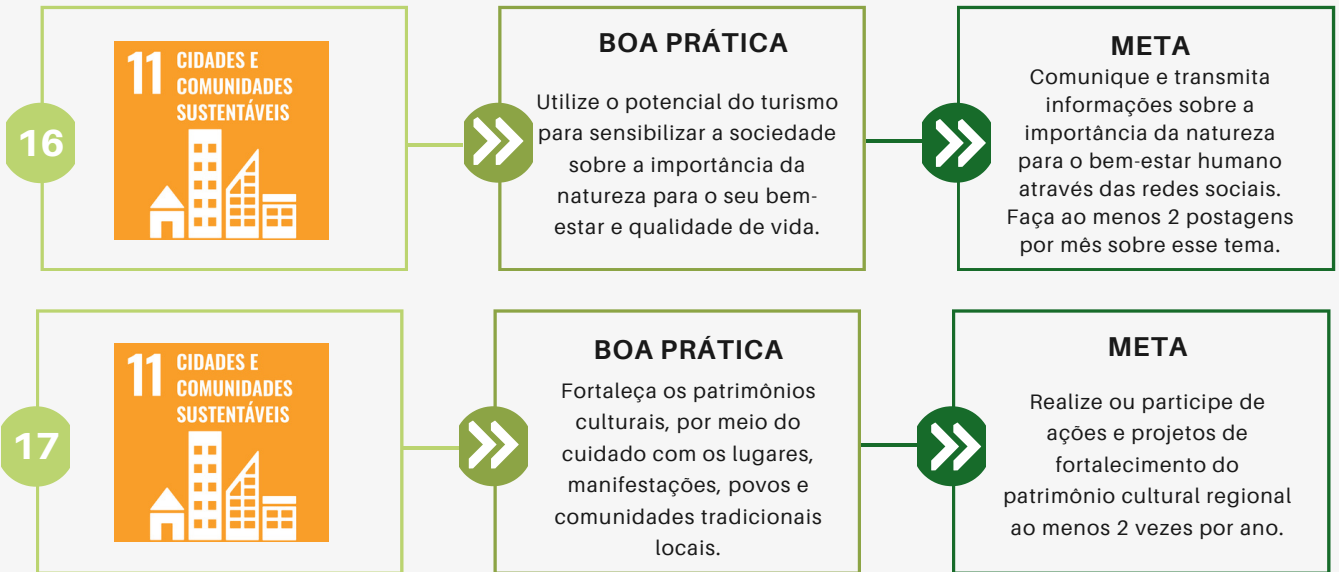 16
11 CIDADES E
COMUNIDADES
SUSTENTÁVEIS
BOA PRÁTICA
Utilize o potencial do turismo
para sensibilizar a sociedade
sobre a importância da
natureza para o seu bem-
estar e qualidade de vida.
META
Comunique e transmita
informações sobre a
importância da natureza
para o bem-estar humano
através das redes sociais.
Faça ao menos 2 postagens
por mês sobre esse tema.
17
11 CIDADES E
COMUNIDADES
SUSTENTÁVEIS
BOA PRÁTICA
Fortaleça os patrimônios
culturais, por meio do
cuidado com os lugares,
manifestações, povos e
comunidades tradicionais
locais.
META
Realize ou participe de
ações e projetos de
fortalecimento do
patrimônio cultural regional
ao menos 2 vezes por ano.